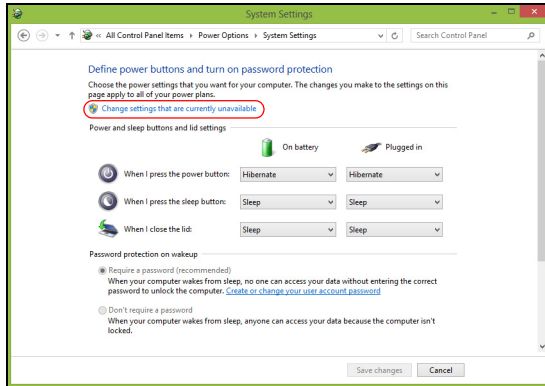 System Settings
« All Control Panel Items › Power Options › System Settings
Search Control Panel
Define power buttons and turn on password protection
Choose the power settings that you want for your computer. The changes you make to the settings on this
page apply to all of your power plans.
Change settings that are currently unavailable
Power and sleep buttons and lid settings
On battery Plugged in
When I press the power button: Hibernate Hibernate
When I press the sleep button: Sleep Sleep
When I close the lid: Sleep Sleep
Password protection on wakeup
Require a password (recommended)
When your computer wakes from sleep, no one can access your data without entering the correct
password to unlock the computer. Create or change your user account password
Don't require a password
When your computer wakes from sleep, anyone can access your data because the computer isn't
locked.
Save changes Cancel